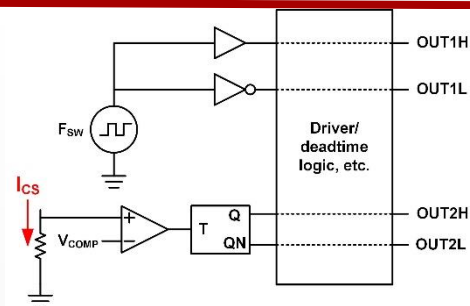 OUT1H
OUT1L
Fsw
Driver/
deadtime
logic, etc.
ICS
+
VCOMP
−
T
Q
QN
OUT2H
OUT2L